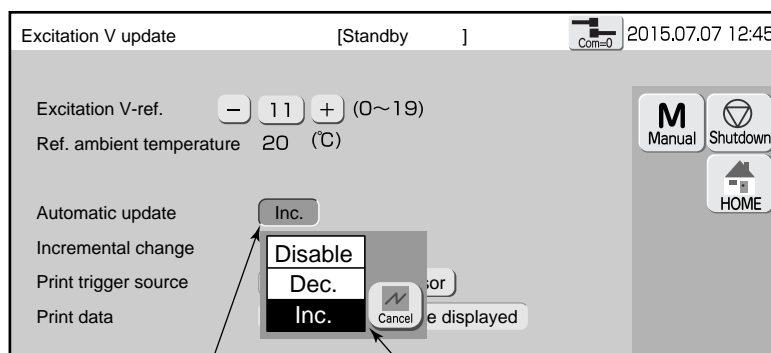 Excitation V update [Standby ] Com=0 2015.07.07 12:45
Excitation V-ref. − 11 + (0～19)
Ref. ambient temperature 20 (℃)
M
Manual Shutdown
HOME
Automatic update Inc.
Incremental change
Disable
Print trigger source
Dec.
Print data
Inc.
Cancel
displayed